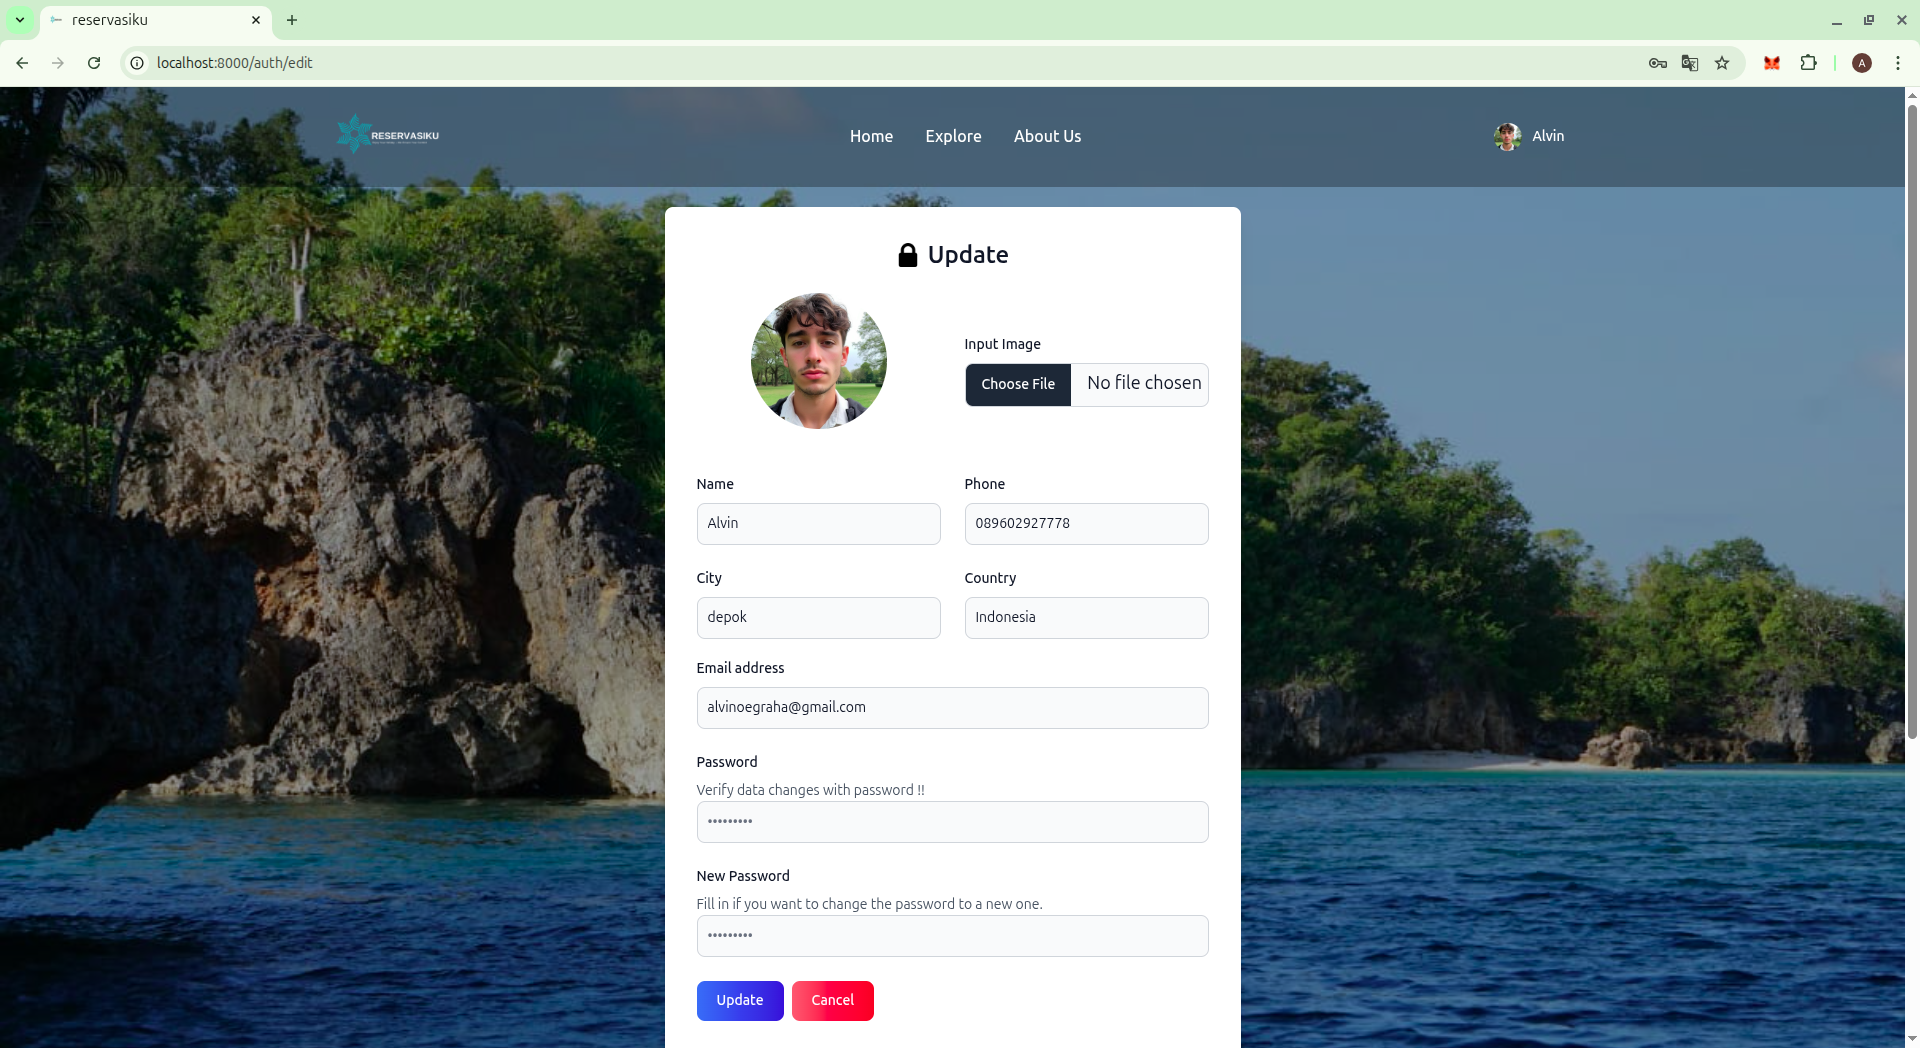 reservasiku
localhost:8000/auth/edit
A
RESERVASIKU
Home
Explore
About Us
Alvin
Update
Input Image
Choose File
No file chosen
Name
Phone
Alvin
089602927778
City
Country
depok
Indonesia
Email address
alvinoegraha@gmail.com
Password
Verify data changes with password !!
New Password
Fill in if you want to change the password to a new one.
Update
Cancel